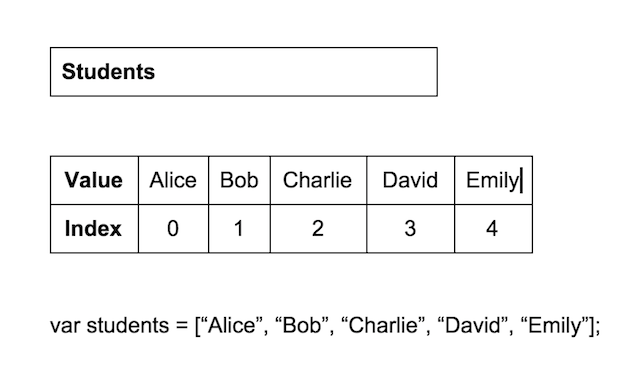 Students
Value Alice Bob Charlie David Emily
Index 0 1 2 3 4
var students = [“Alice”, “Bob”, “Charlie”, “David”, “Emily”];